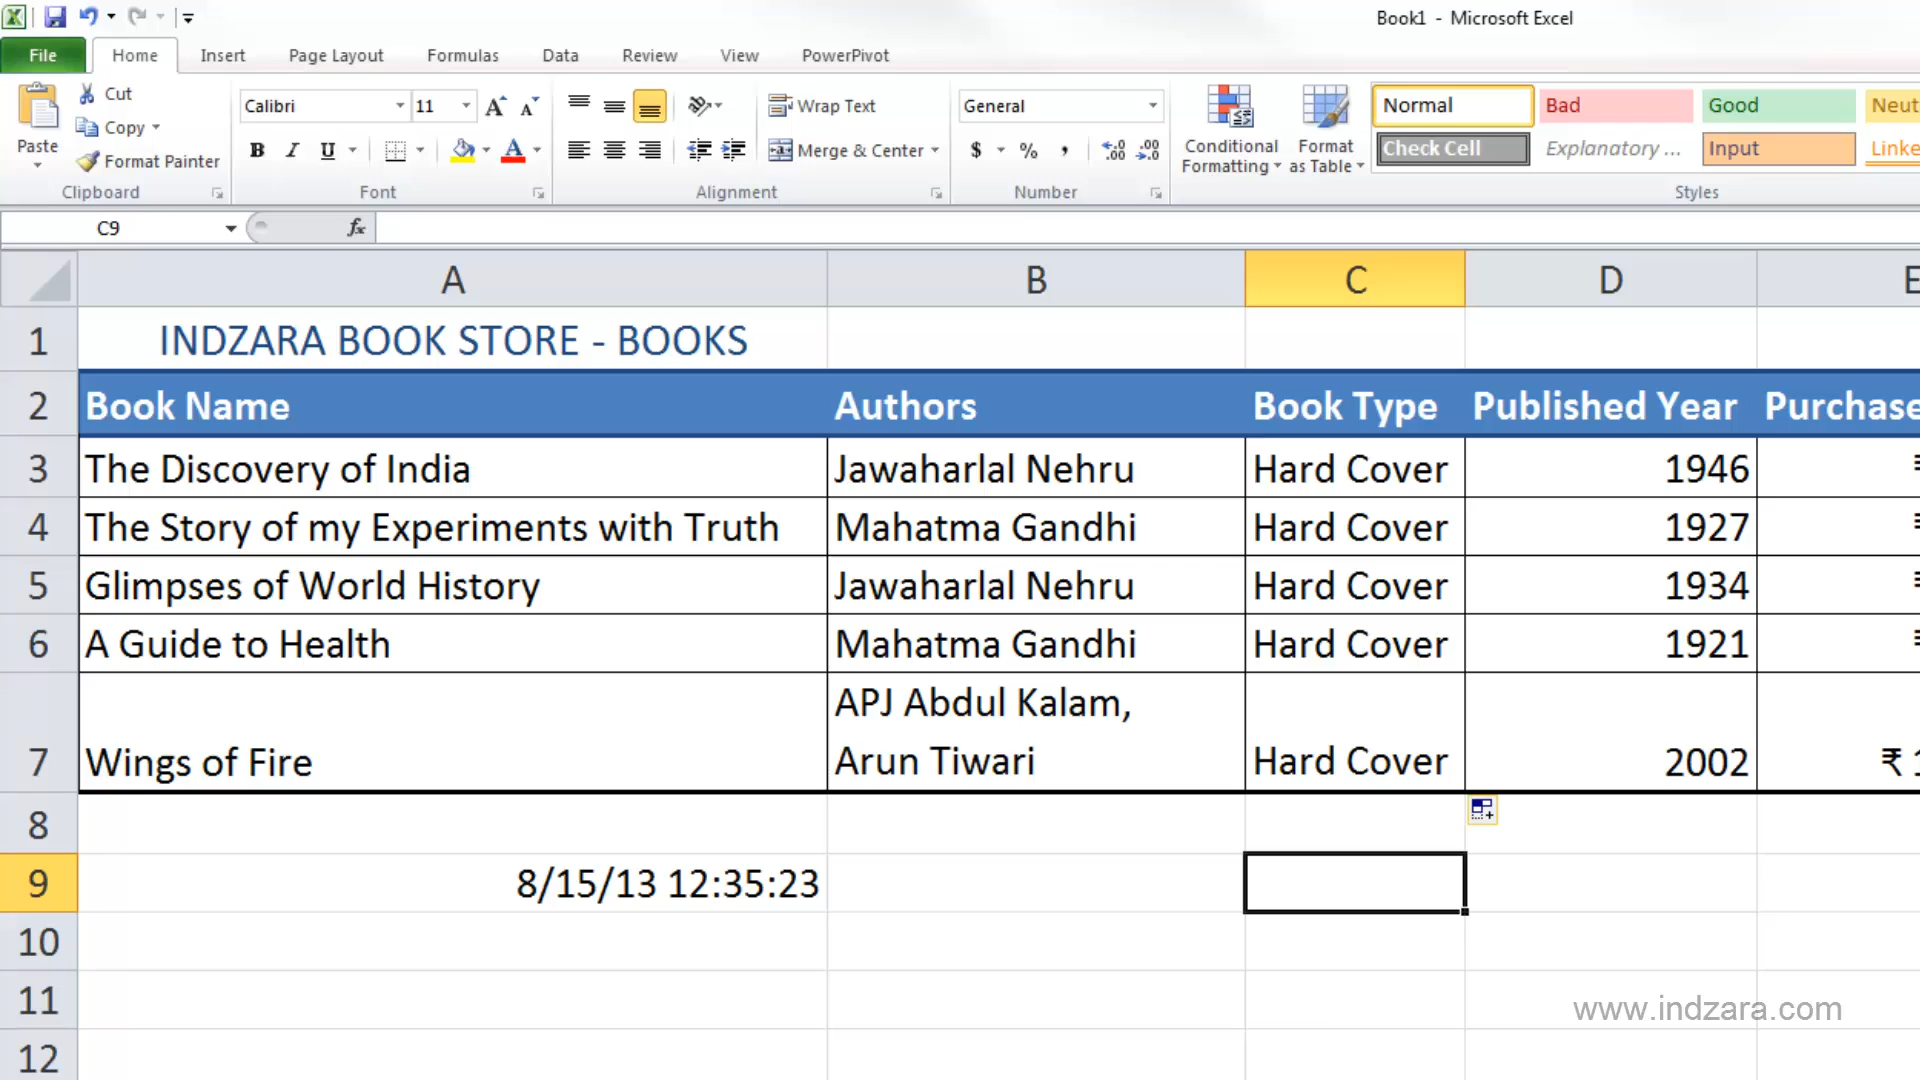 Book1 - Microsoft Excel
File Home Insert Page Layout Formulas Data Review View PowerPivot
Paste
Cut
Copy
Format Painter
Clipboard
Calibri 11
B I U A
Font
Wrap Text
Merge & Center
Alignment
General
$ % ,
Number
Conditional Formatting
Format as Table
Normal Bad Good Neut
Check Cell Explanatory ... Input Linke
Styles
C9 fx
A B C D E
1 INDZARA BOOK STORE - BOOKS
2 Book Name Authors Book Type Published Year Purchase
3 The Discovery of India Jawaharlal Nehru Hard Cover 1946
4 The Story of my Experiments with Truth Mahatma Gandhi Hard Cover 1927
5 Glimpses of World History Jawaharlal Nehru Hard Cover 1934
6 A Guide to Health Mahatma Gandhi Hard Cover 1921
APJ Abdul Kalam,
7 Wings of Fire Arun Tiwari Hard Cover 2002 ₹ 1
8
9 8/15/13 12:35:23
10
11
www.indzara.com
12